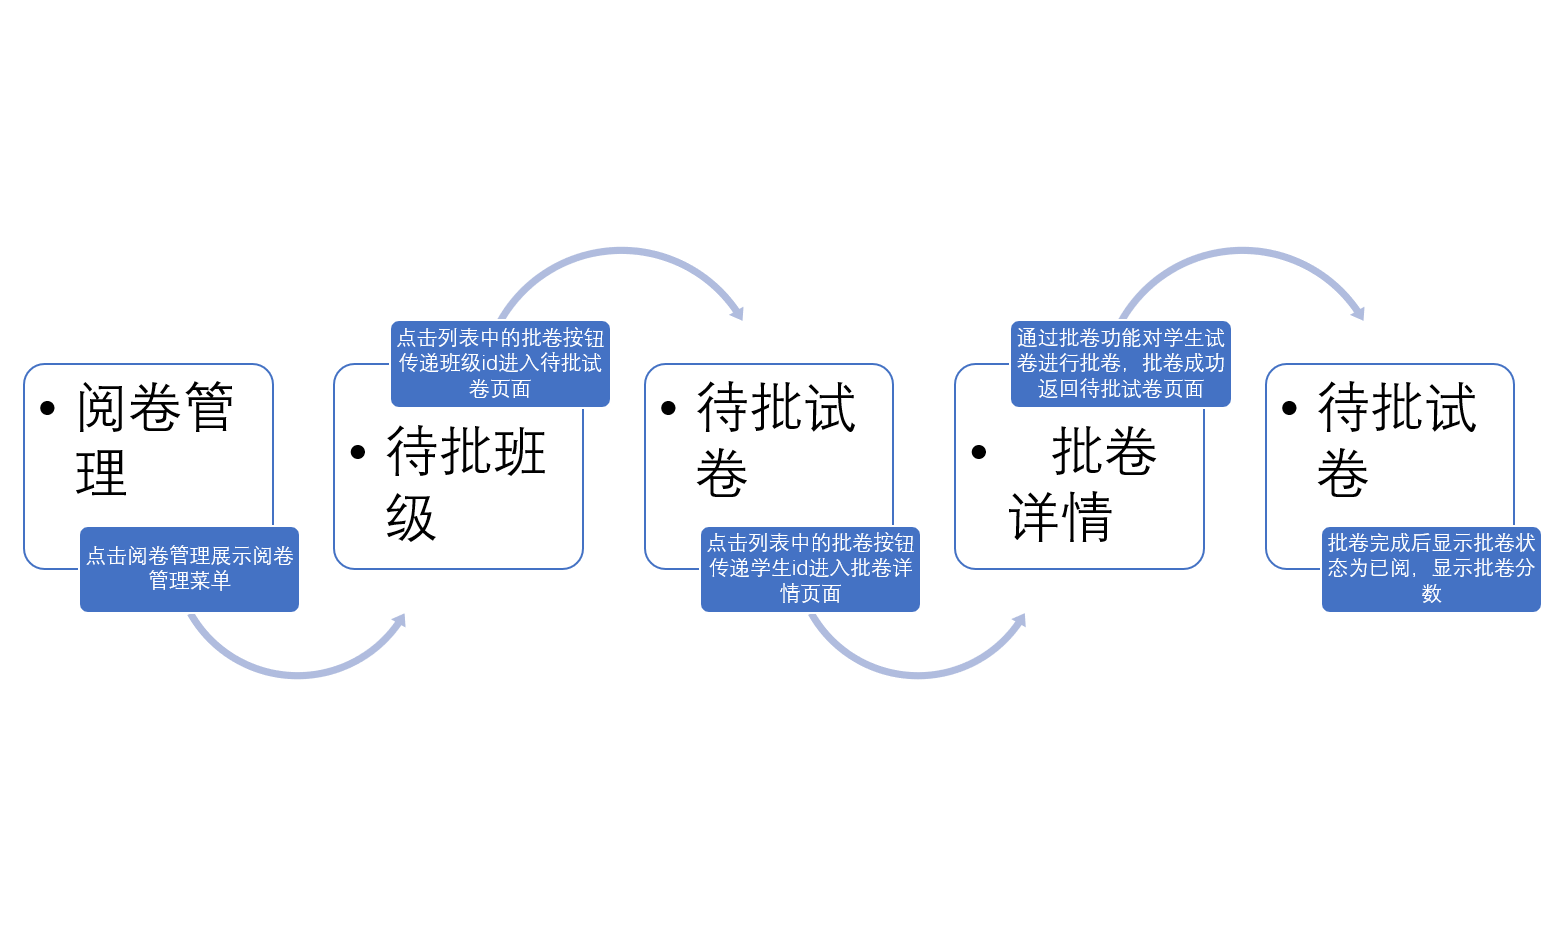 • 阅卷管
理
点击阅卷管理展示阅卷
管理菜单
点击列表中的批卷按钮
传递班级id进入待批试
卷页面
• 待批班
级
• 待批试
卷
点击列表中的批卷按钮
传递学生id进入批卷详
情页面
通过批卷功能对学生试
卷进行批卷，批卷成功
返回待批试卷页面
• 批卷
详情
• 待批试
卷
批卷完成后显示批卷状
态为已阅，显示批卷分
数